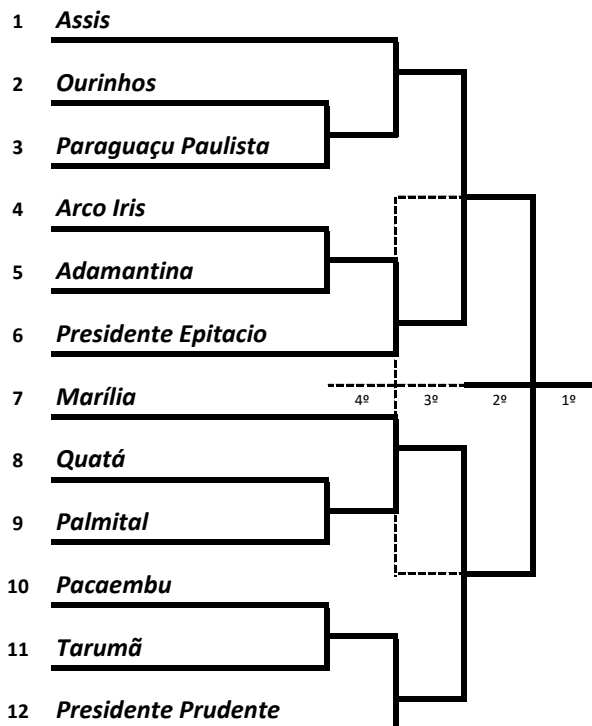 1 Assis
2 Ourinhos
3 Paraguaçu Paulista
4 Arco Iris
5 Adamantina
6 Presidente Epitacio
7 Marília
4º 3º 2º 1º
8 Quatá
9 Palmital
10 Pacaembu
11 Tarumã
12 Presidente Prudente